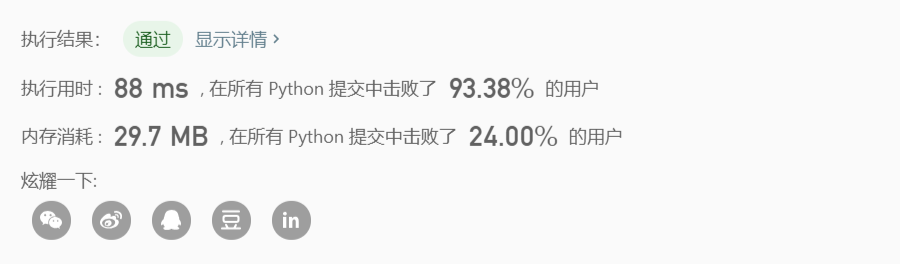 执行结果： 通过 显示详情 ›
执行用时 : 88 ms , 在所有 Python 提交中击败了 93.38% 的用户
内存消耗 : 29.7 MB , 在所有 Python 提交中击败了 24.00% 的用户
炫耀一下:
豆 in